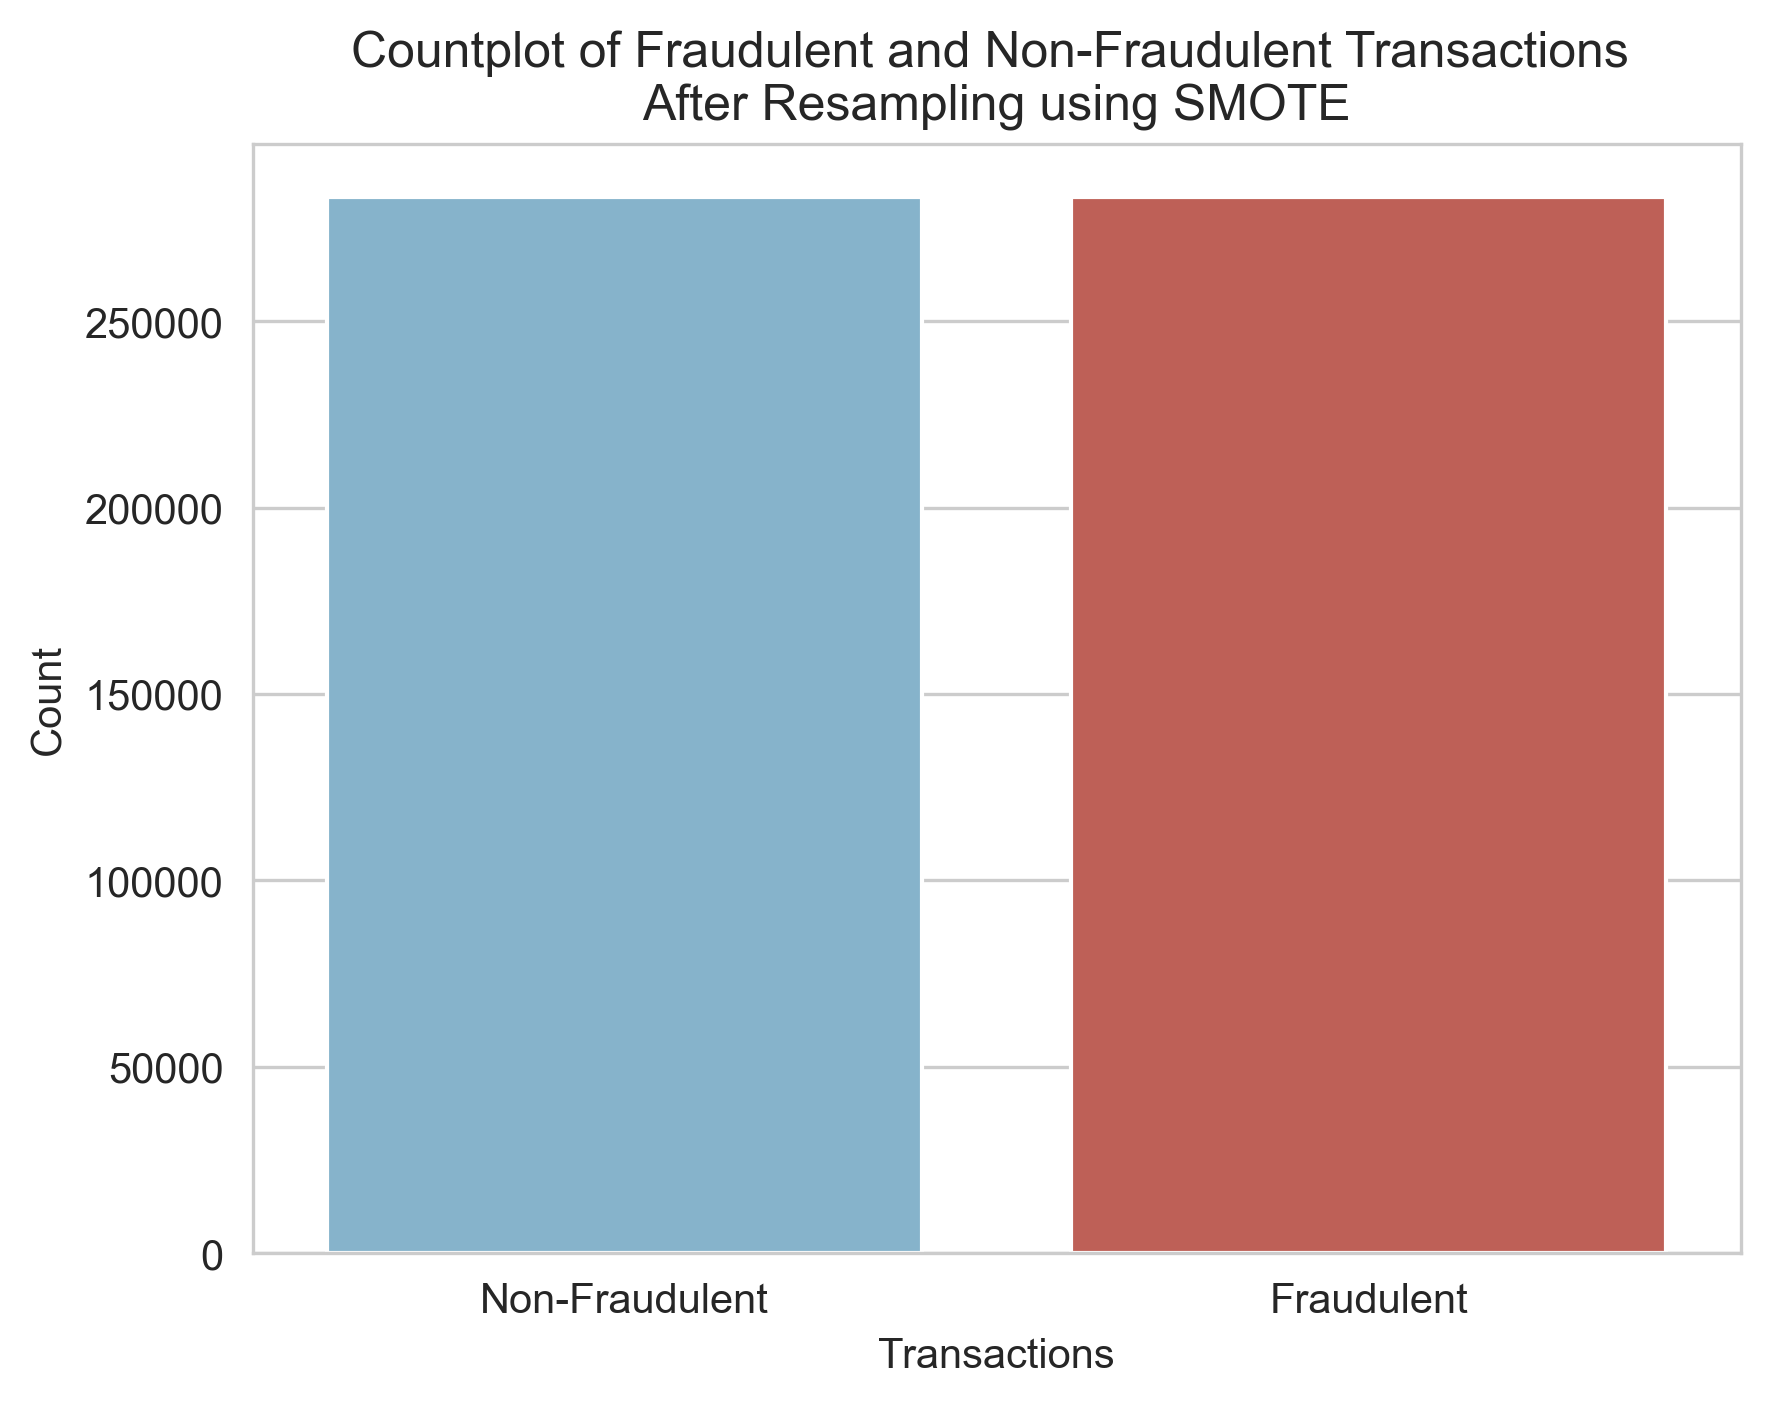 Countplot of Fraudulent and Non-Fraudulent Transactions
After Resampling using SMOTE
250000
200000
150000
100000
50000
0
Count
Non-Fraudulent
Fraudulent
Transactions